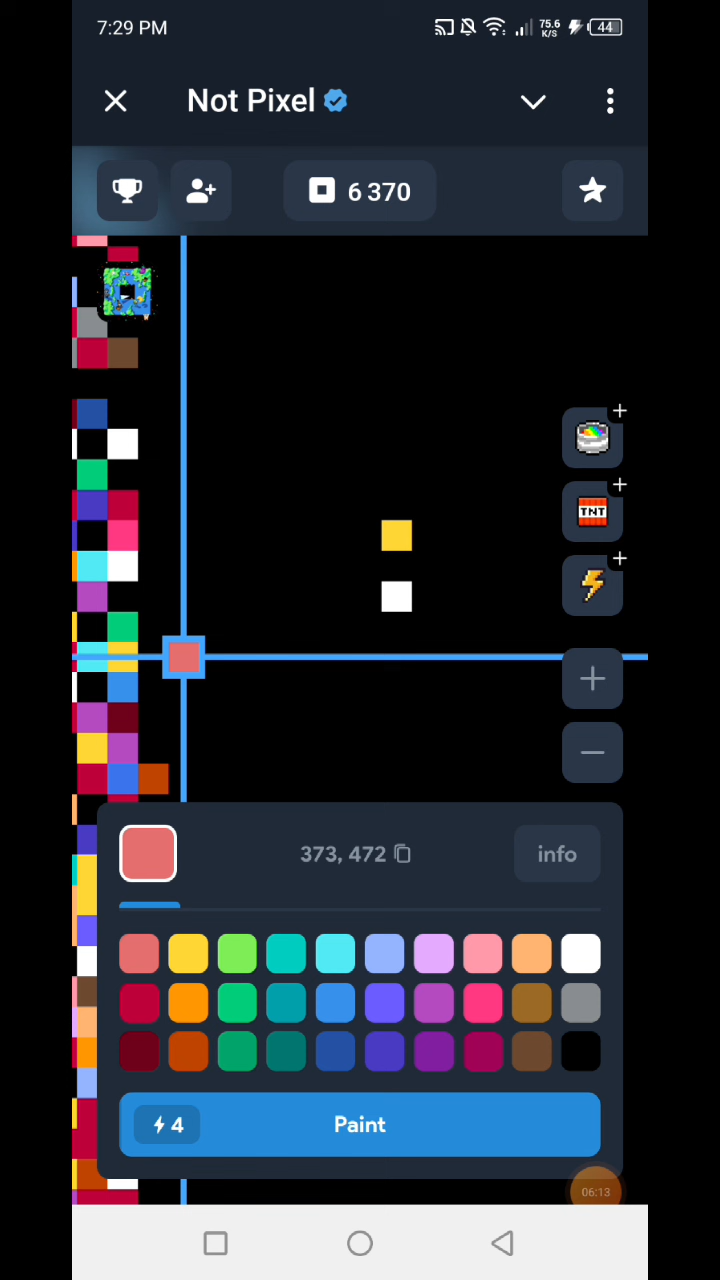 7:29 PM
75.6
K/S
44
Not Pixel
6 370
TNT
373, 472
info
4
Paint
06:13